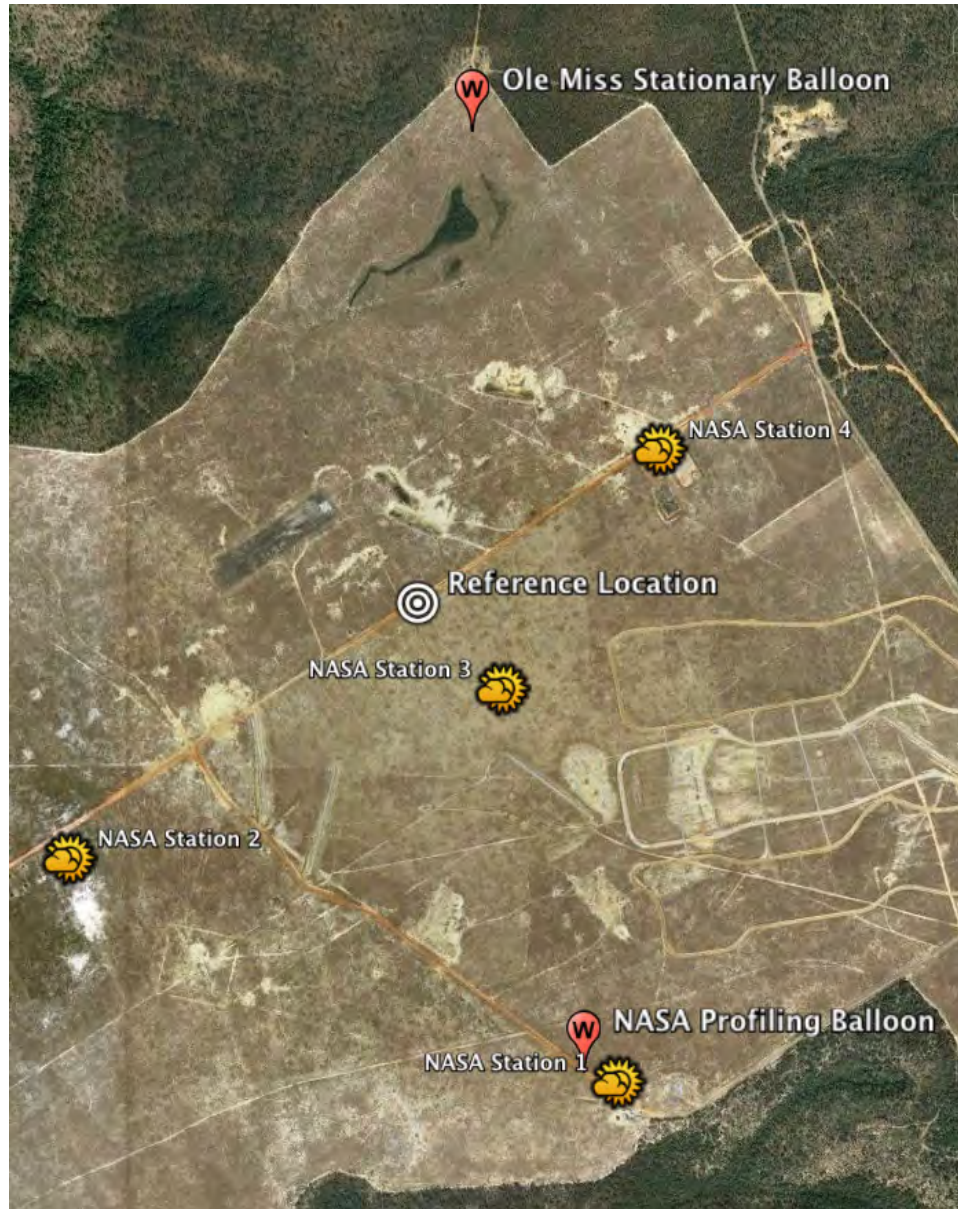 W
Ole Miss Stationary Balloon
NASA Station 4
Reference Location
NASA Station 3
NASA Station 2
W
NASA Profiling Balloon
NASA Station 1